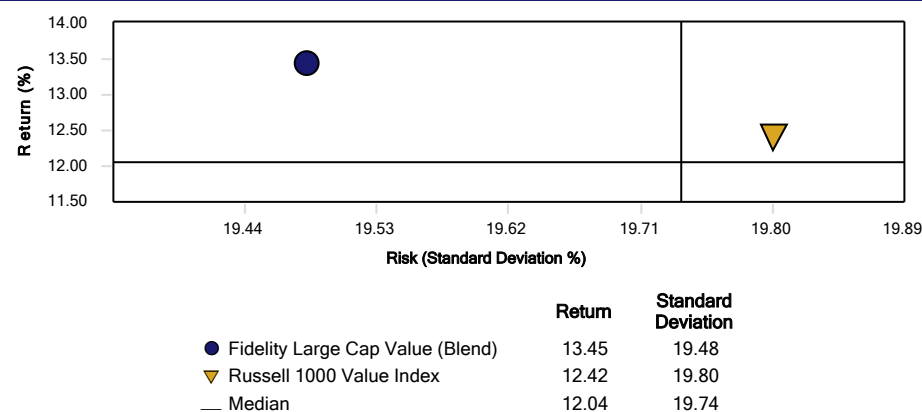 14.00
13.50
13.00
12.50
12.00
11.50
Return (%)
19.44 19.53 19.62 19.71 19.80 19.89
Risk (Standard Deviation %)
Return Standard Deviation
Fidelity Large Cap Value (Blend) 13.45 19.48
Russell 1000 Value Index 12.42 19.80
Median 12.04 19.74